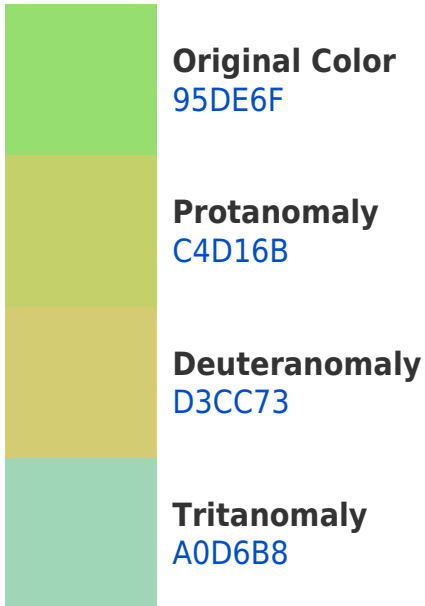 Original Color
95DE6F
Protanomaly
C4D16B
Deuteranomaly
D3CC73
Tritanomaly
A0D6B8